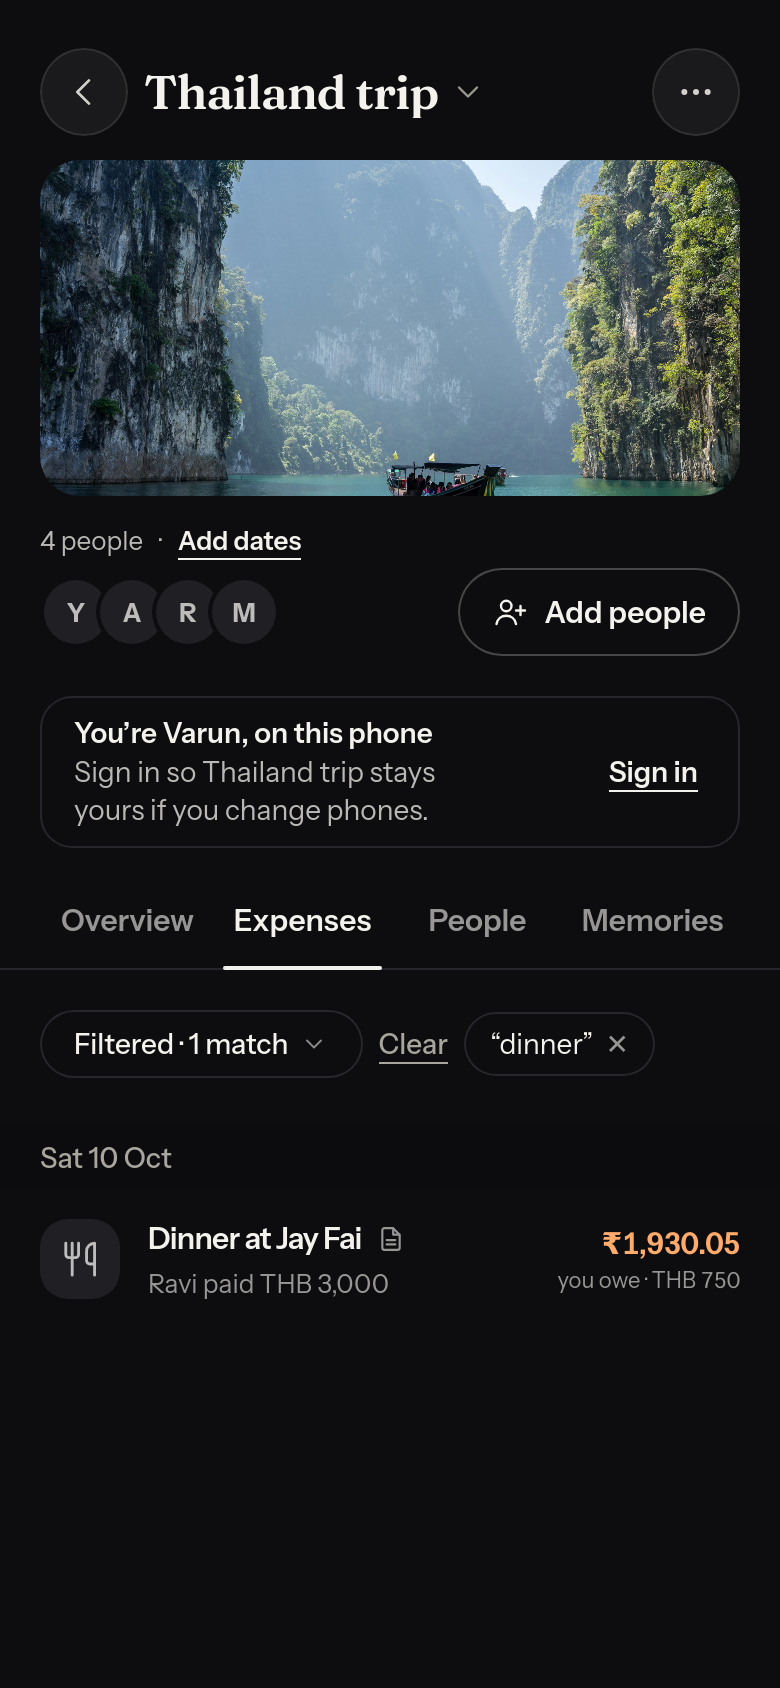 Thailand trip
4 people · Add dates
Y A R M
Add people
You’re Varun, on this phone
Sign in so Thailand trip stays
yours if you change phones.
Sign in
Overview Expenses People Memories
Filtered · 1 match Clear “dinner” ✕
Sat 10 Oct
Dinner at Jay Fai ₹1,930.05
Ravi paid THB 3,000 you owe · THB 750